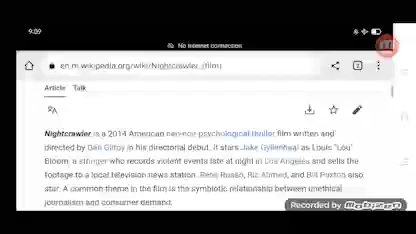 9:09
No internet connection
en.m.wikipedia.org/wiki/Nightcrawler_(film)
Article Talk
Nightcrawler is a 2014 American neo-noir psychological thriller film written and
directed by Dan Gilroy in his directorial debut. It stars Jake Gyllenhaal as Louis "Lou"
Bloom, a stringer who records violent events late at night in Los Angeles and sells the
footage to a local television news station. Rene Russo, Riz Ahmed, and Bill Paxton also
star. A common theme in the film is the symbiotic relationship between unethical
journalism and consumer demand.
Recorded by Mobizen